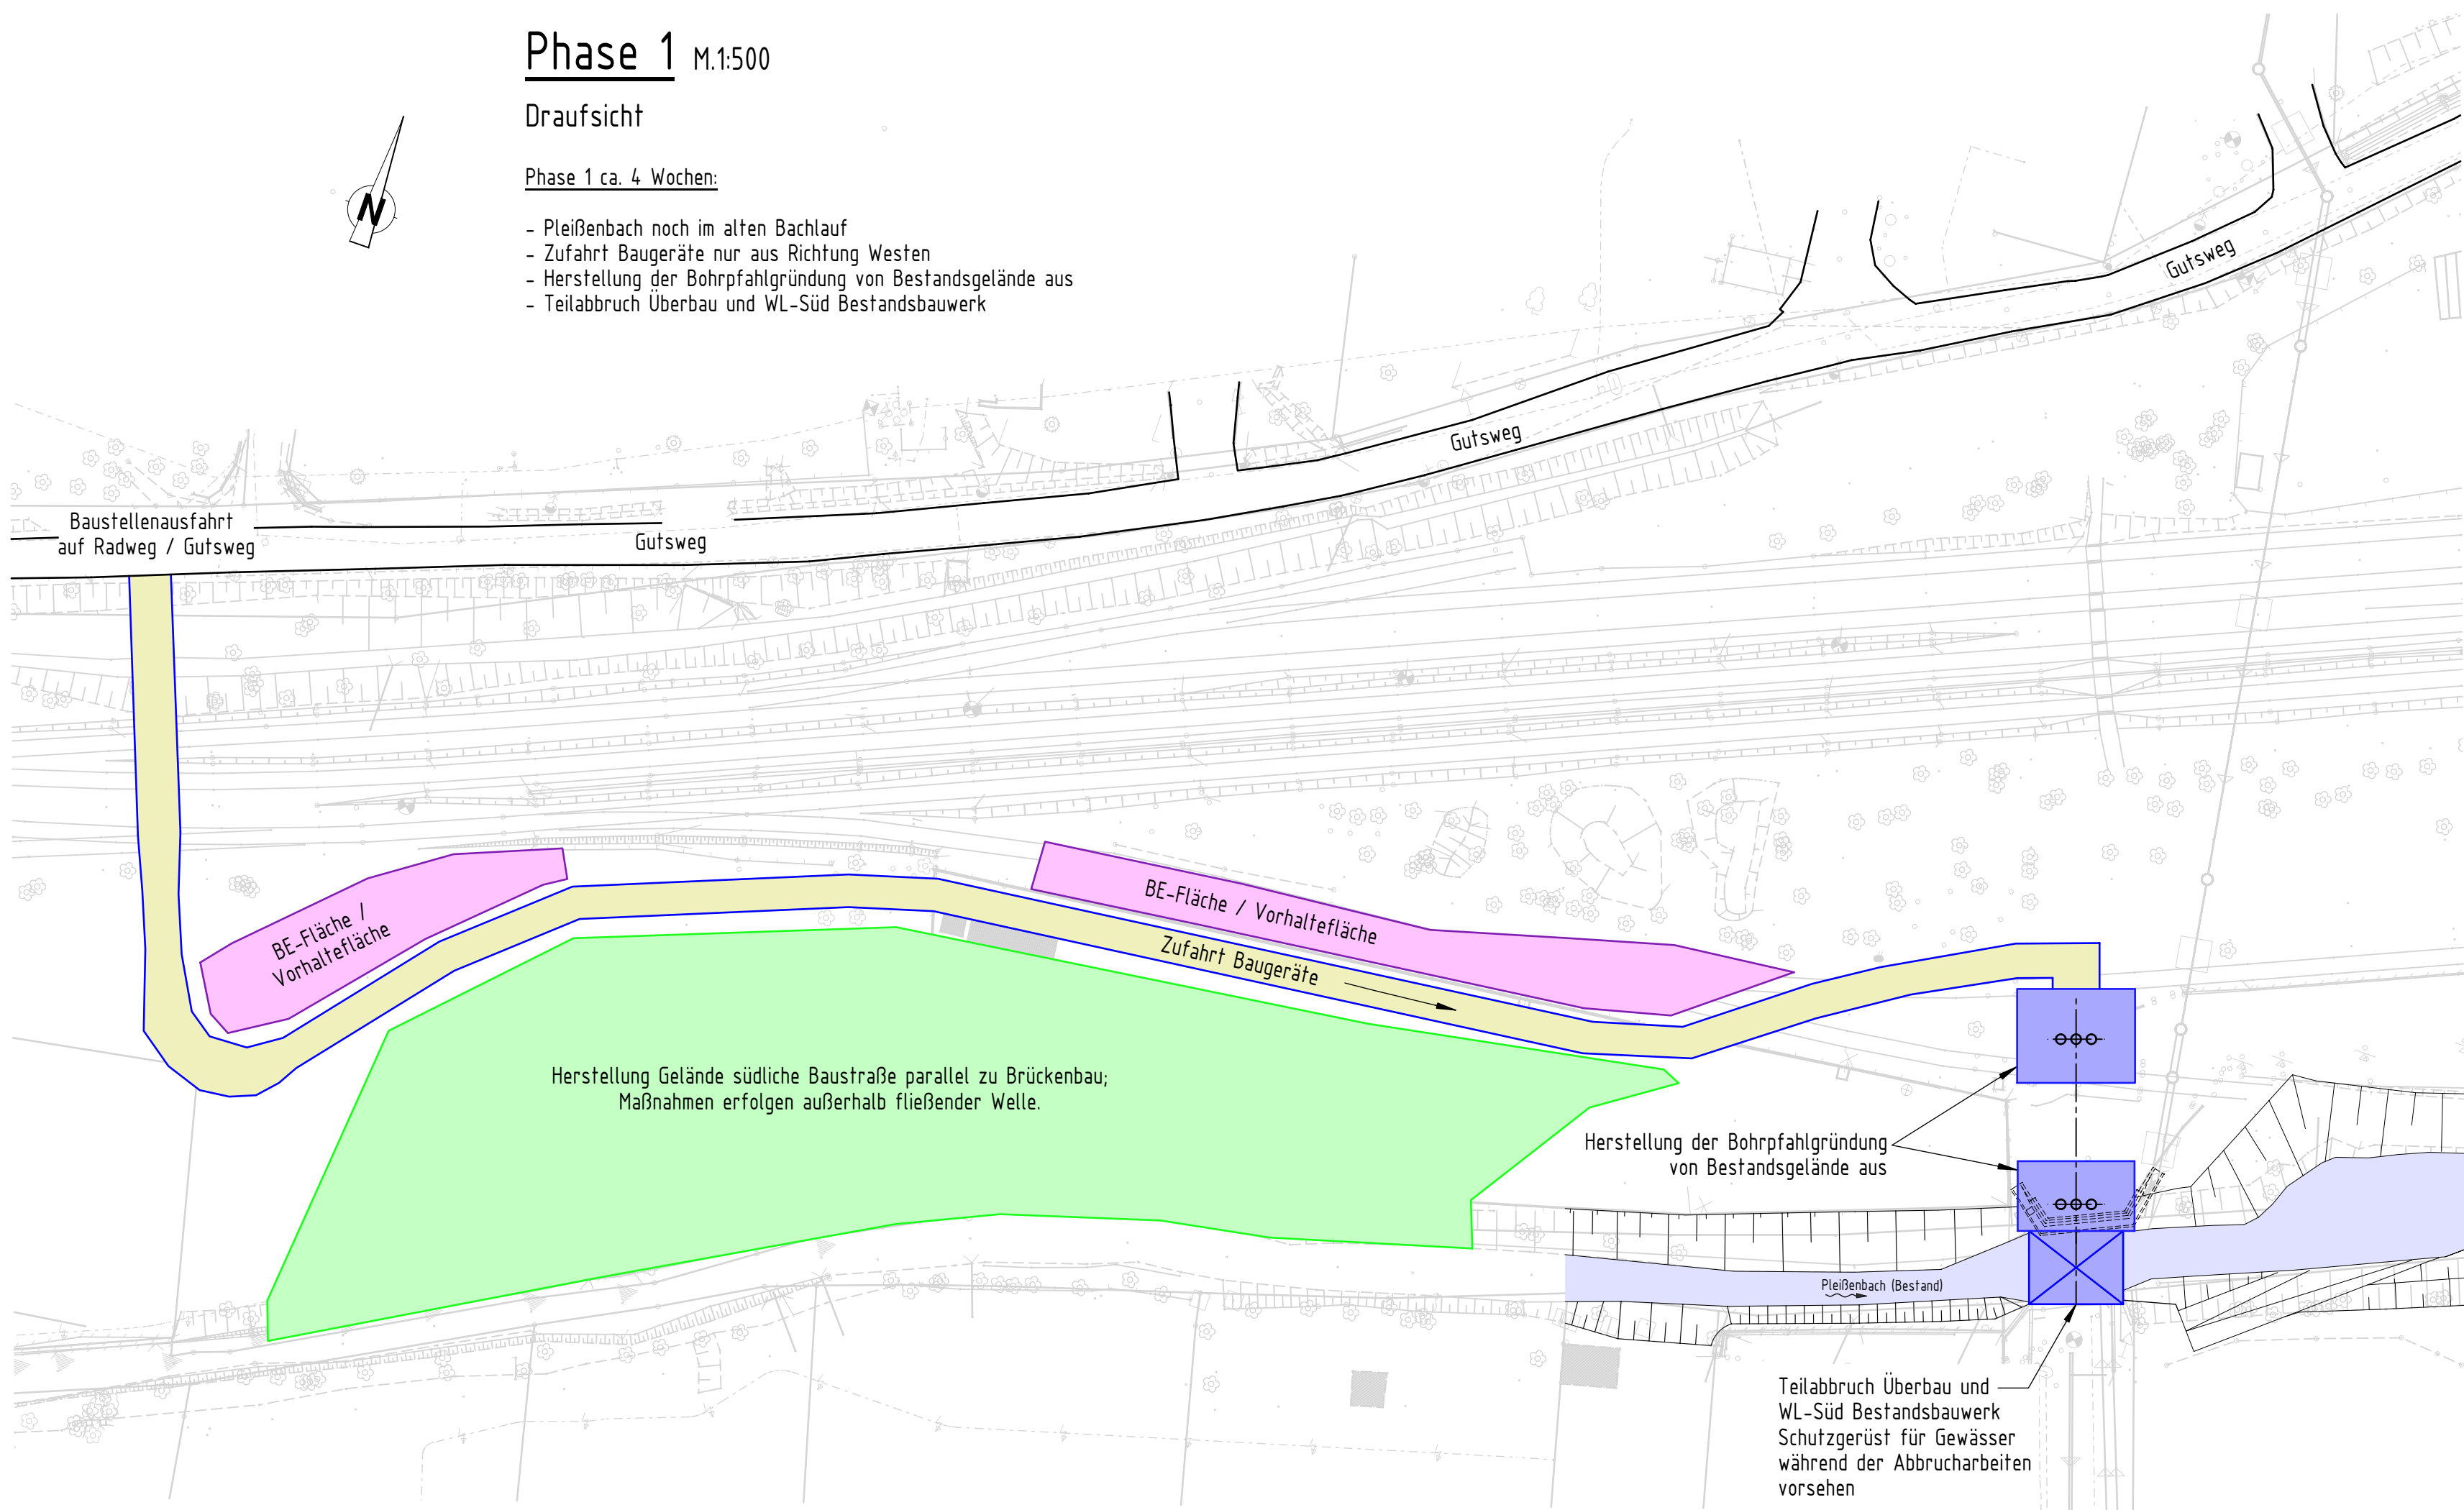 Phase 1 M.1:500
Draufsicht
N
Phase 1 ca. 4 Wochen:
- Pleißenbach noch im alten Bachlauf
- Zufahrt Baugeräte nur aus Richtung Westen
- Herstellung der Bohrpfahlgründung von Bestandsgelände aus
- Teilabbruch Überbau und WL-Süd Bestandsbauwerk
Gutsweg
Gutsweg
Baustellenausfahrt
auf Radweg / Gutsweg
Gutsweg
BE-Fläche /
Vorhaltefläche
BE-Fläche / Vorhaltefläche
Zufahrt Baugeräte
Herstellung Gelände südliche Baustraße parallel zu Brückenbau;
Maßnahmen erfolgen außerhalb fließender Welle.
Herstellung der Bohrpfahlgründung
von Bestandsgelände aus
Pleißenbach (Bestand)
Teilabbruch Überbau und
WL-Süd Bestandsbauwerk
Schutzgerüst für Gewässer
während der Abbrucharbeiten
vorsehen